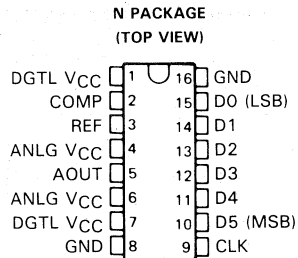 N PACKAGE
(TOP VIEW)
DGTL VCC 1 16 GND
COMP 2 15 D0 (LSB)
REF 3 14 D1
ANLG VCC 4 13 D2
AOUT 5 12 D3
ANLG VCC 6 11 D4
DGTL VCC 7 10 D5 (MSB)
GND 8 9 CLK